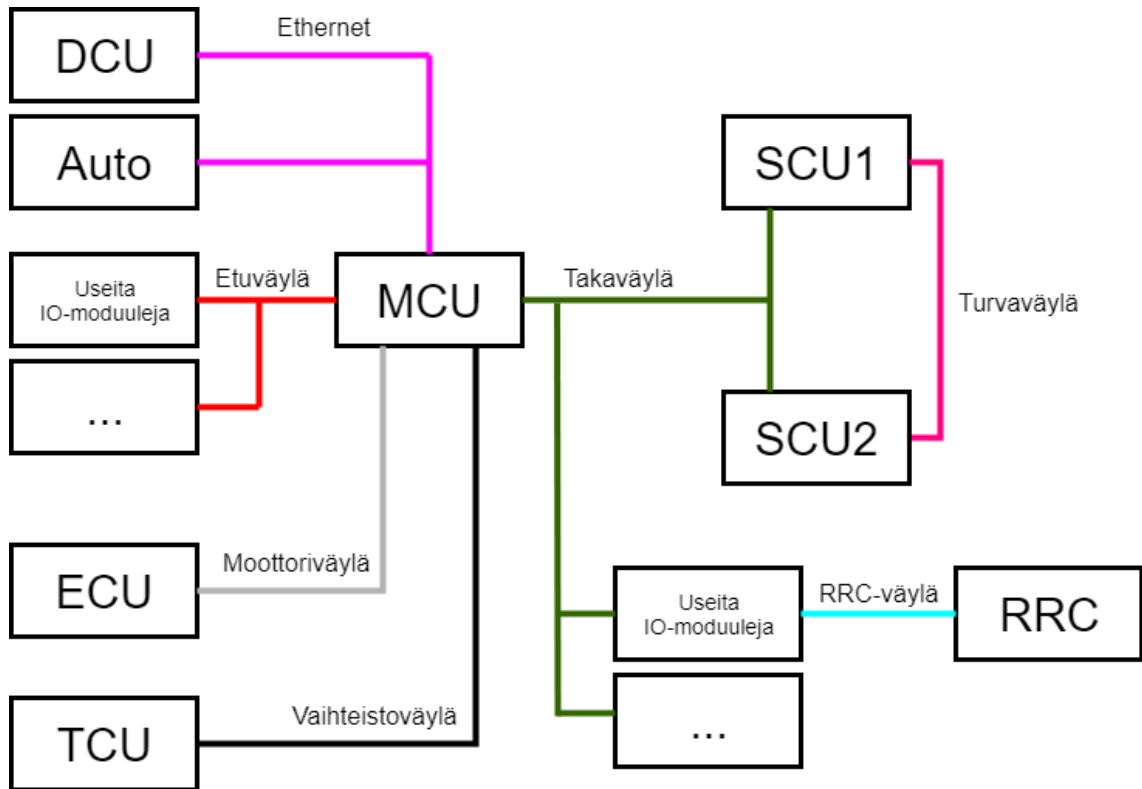 Ethernet
DCU
Auto
SCU1
Useita
IO-moduuleja
Etuväylä
MCU
Takaväylä
Turvaväylä
...
SCU2
ECU
Moottoriväylä
Useita
IO-moduuleja
RRC-väylä
RRC
TCU
Vaihteistoväylä
...